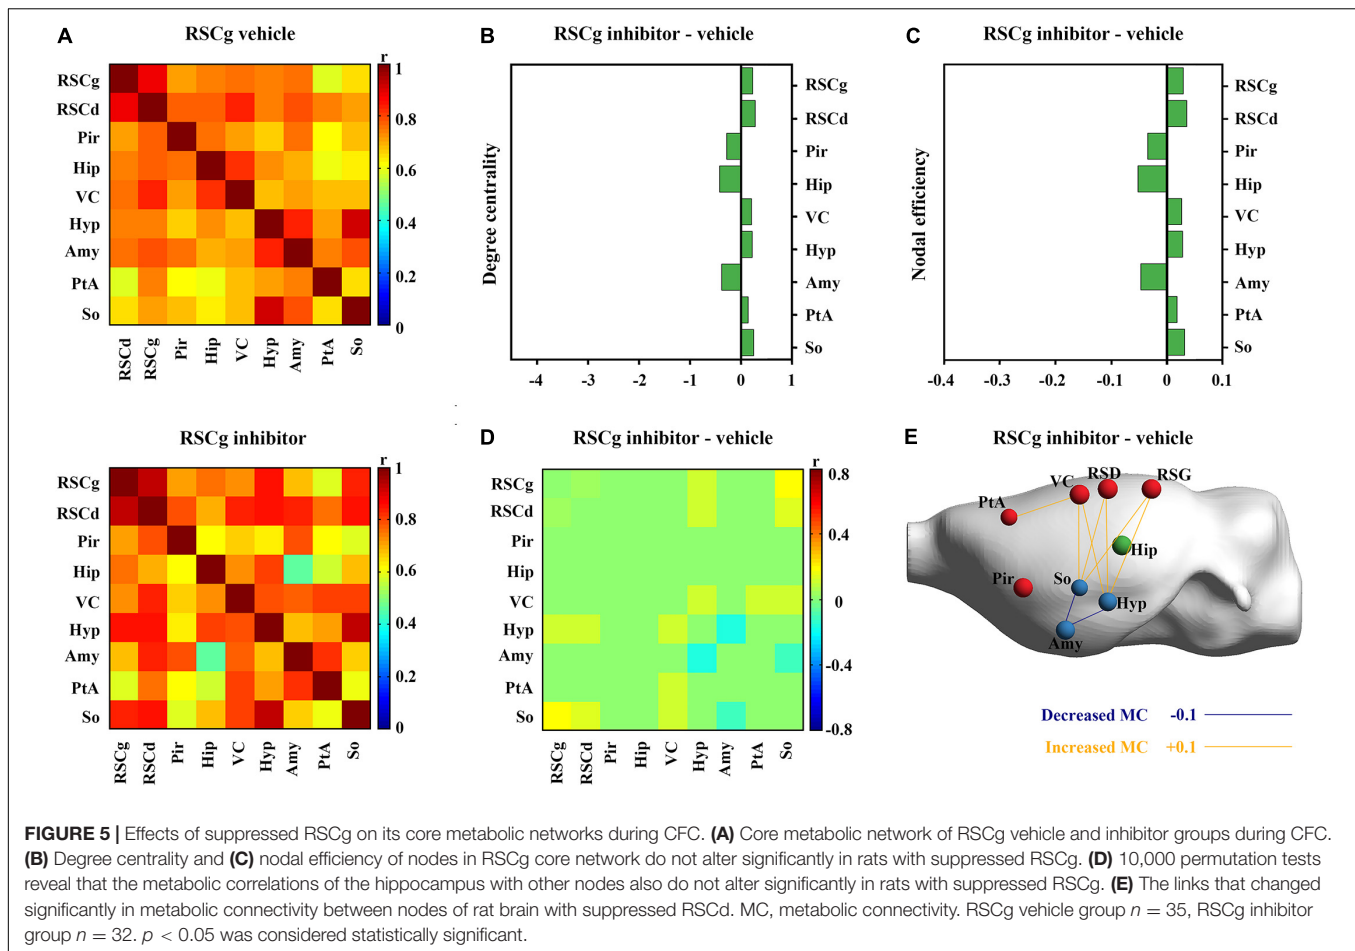 A
RSCg vehicle
r
RSCg
RSCd
Pir
Hip
VC
Hyp
Amy
PtA
So
1
0.8
0.6
0.4
0.2
0
RSCd
RSCg
Pir
Hip
VC
Hyp
Amy
PtA
So
B
RSCg inhibitor - vehicle
Degree centrality
RSCg
RSCd
Pir
Hip
VC
Hyp
Amy
PtA
So
-4 -3 -2 -1 0 1
C
RSCg inhibitor - vehicle
Nodal efficiency
RSCg
RSCd
Pir
Hip
VC
Hyp
Amy
PtA
So
-0.4 -0.3 -0.2 -0.1 0 0.1
RSCg inhibitor
r
RSCg
RSCd
Pir
Hip
VC
Hyp
Amy
PtA
So
1
0.8
0.6
0.4
0.2
0
RSCg
RSCd
Pir
Hip
VC
Hyp
Amy
PtA
So
D
RSCg inhibitor - vehicle
r
RSCg
RSCd
Pir
Hip
VC
Hyp
Amy
PtA
So
0.8
0.4
0
-0.4
-0.8
RSCg
RSCd
Pir
Hip
VC
Hyp
Amy
PtA
So
E
RSCg inhibitor - vehicle
VC
RSD
RSG
PtA
Hip
Pir
So
Hyp
Amy
Decreased MC -0.1
Increased MC +0.1
FIGURE 5 | Effects of suppressed RSCg on its core metabolic networks during CFC. (A) Core metabolic network of RSCg vehicle and inhibitor groups during CFC.
(B) Degree centrality and (C) nodal efficiency of nodes in RSCg core network do not alter significantly in rats with suppressed RSCg. (D) 10,000 permutation tests
reveal that the metabolic correlations of the hippocampus with other nodes also do not alter significantly in rats with suppressed RSCg. (E) The links that changed
significantly in metabolic connectivity between nodes of rat brain with suppressed RSCd. MC, metabolic connectivity. RSCg vehicle group n = 35, RSCg inhibitor
group n = 32. p < 0.05 was considered statistically significant.